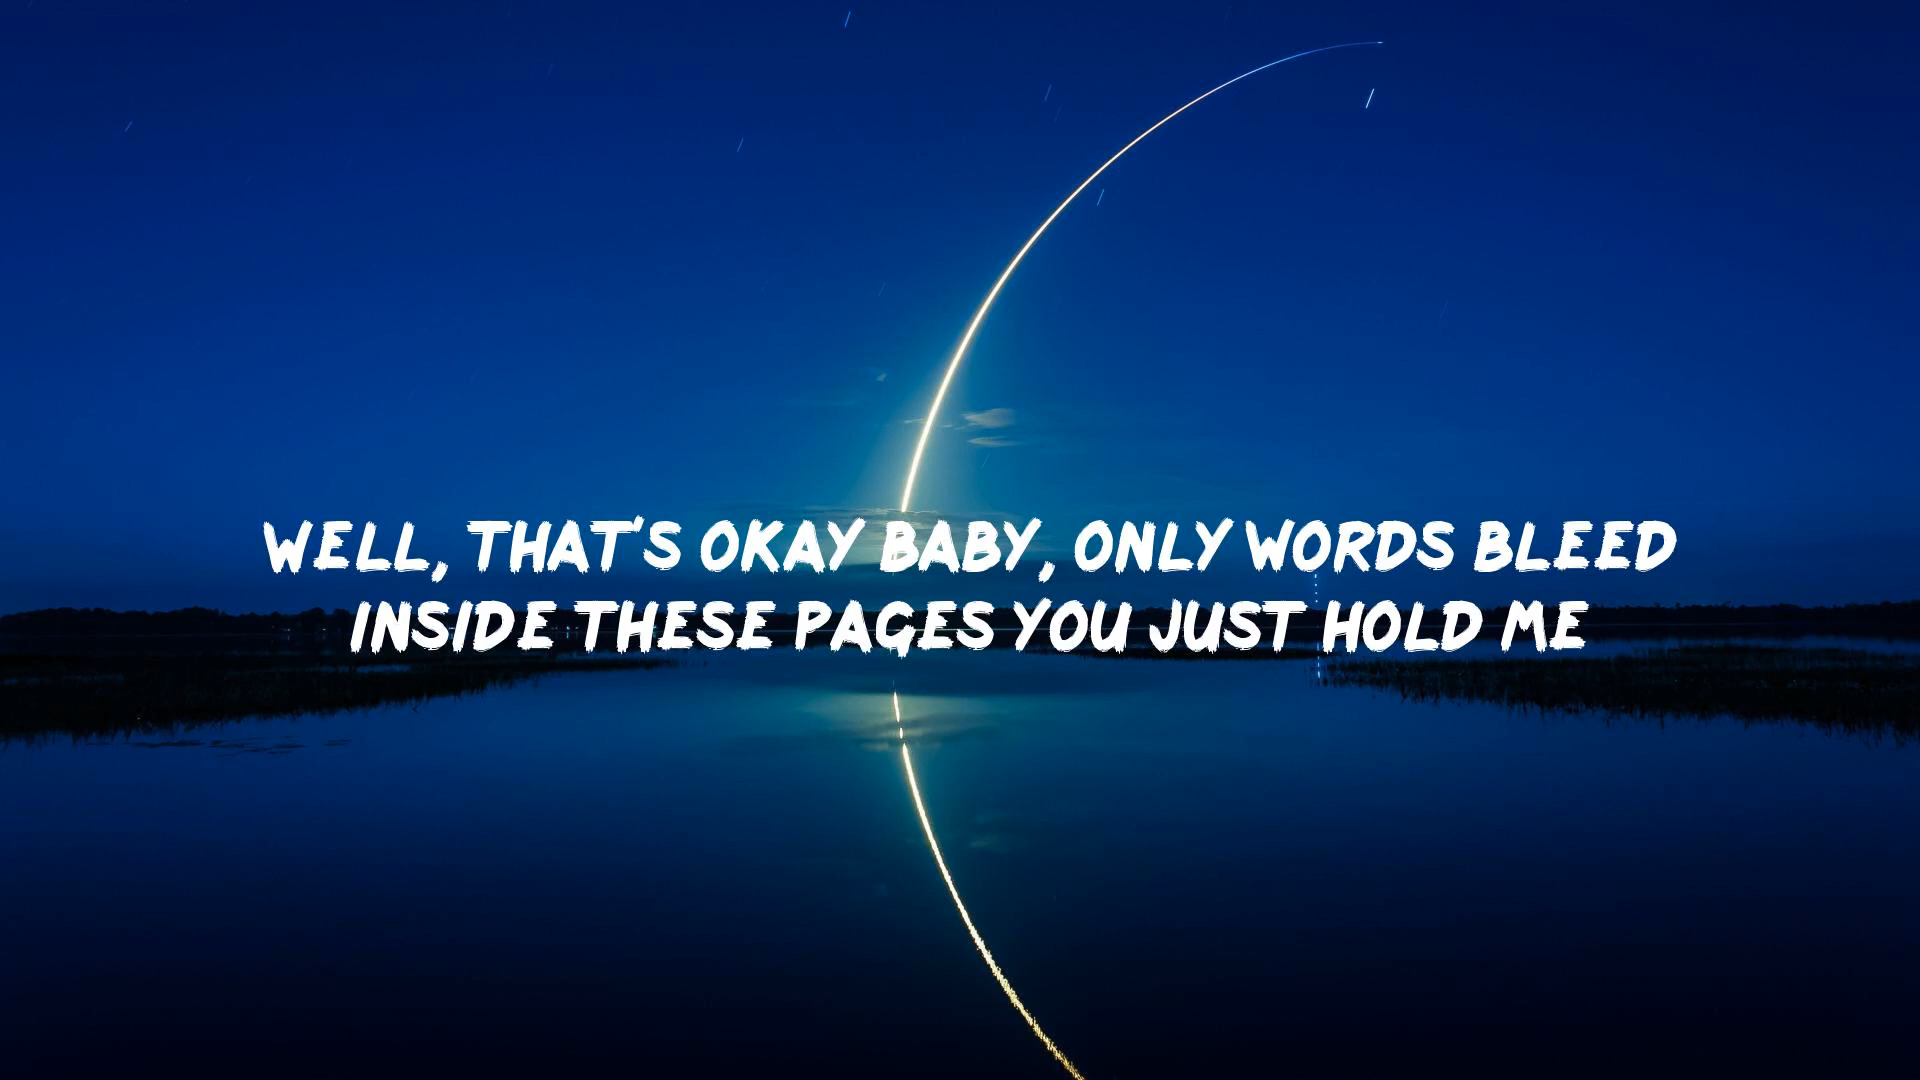 WELL, THAT'S OKAY BABY, ONLY WORDS BLEED
INSIDE THESE PAGES YOU JUST HOLD ME